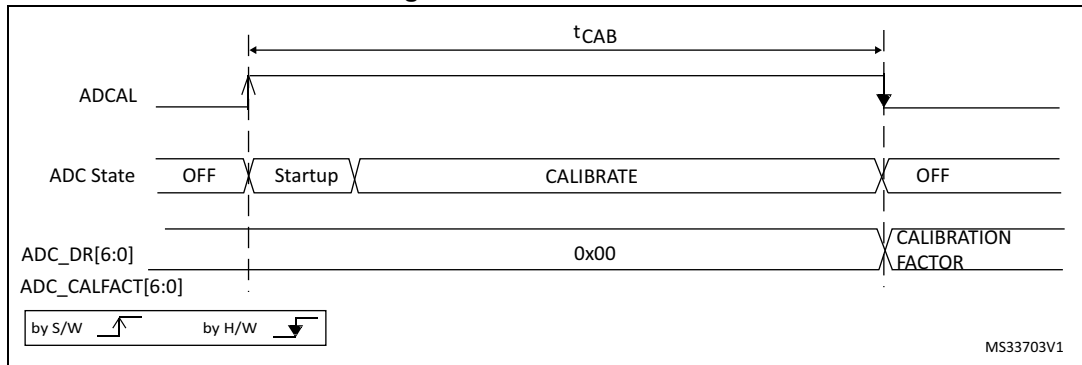 tCAB
ADCAL
ADC State OFF Startup CALIBRATE OFF
ADC_DR[6:0] 0x00 CALIBRATION
FACTOR
ADC_CALFACT[6:0]
by S/W by H/W
MS33703V1